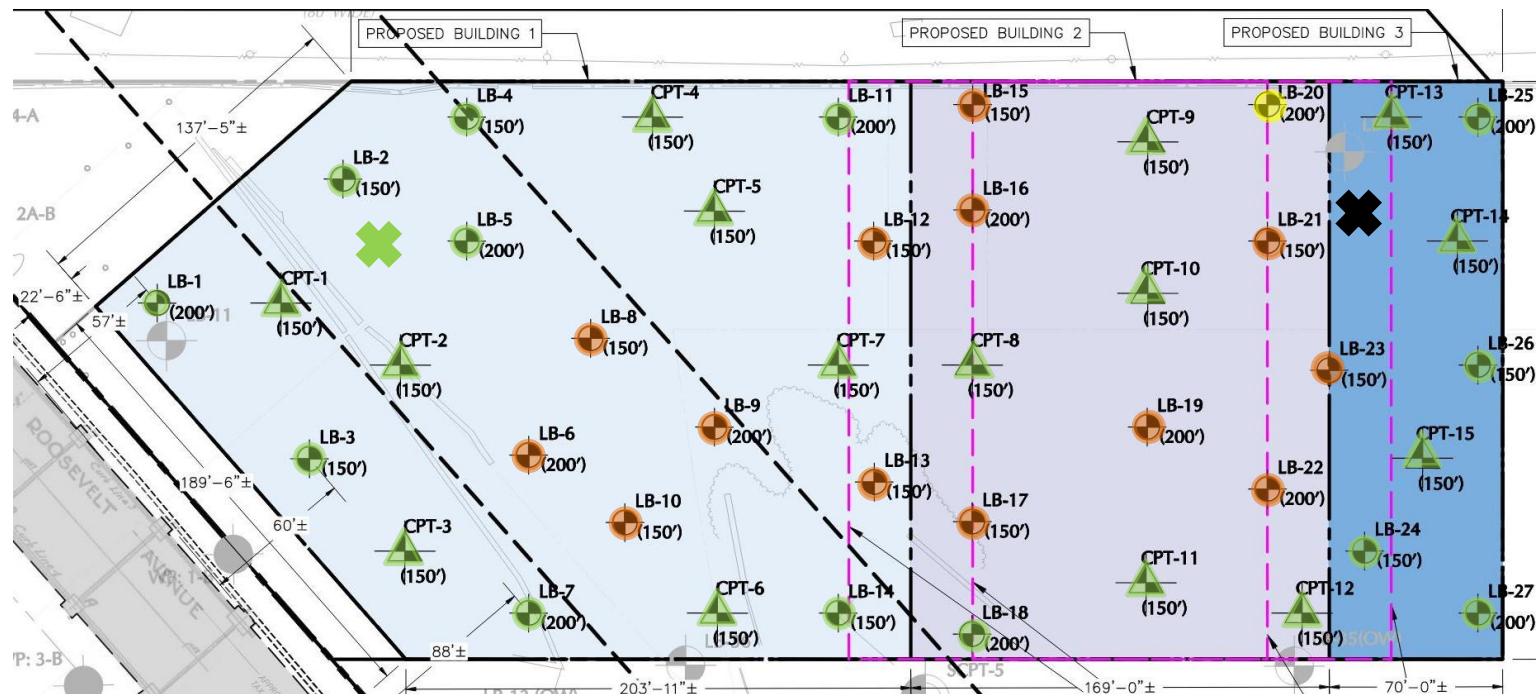 (80' WIDE)
PROPOSED BUILDING 1
PROPOSED BUILDING 2
PROPOSED BUILDING 3
4-A
137'-5"±
LB-4
(150')
CPT-4
(150')
LB-11
(200')
LB-15
(150')
CPT-9
(150')
LB-20
(200')
CPT-13
(150')
LB-25
(200')
LB-2
(150')
2A-B
LB-5
(200')
CPT-5
(150')
LB-12
(150')
LB-16
(200')
LB-21
(150')
CPT-14
(150')
22'-6"±
57'±
LB-1
(200')
CPT-1
(150')
LB-8
(150')
CPT-10
(150')
CPT-2
(150')
CPT-7
(150')
CPT-8
(150')
LB-23
(150')
LB-26
(150')
LB-3
(150')
LB-6
(200')
LB-9
(200')
LB-19
(200')
CPT-15
(150')
189'-6"±
60'±
LB-10
(150')
LB-13
(150')
LB-17
(150')
LB-22
(200')
LB-24
(150')
ROOSEVELT
AVENUE
CPT-3
(150')
LB-7
(200')
CPT-6
(150')
LB-14
(150')
LB-18
(200')
CPT-11
(150')
CPT-12
(150')
LB-27
(200')
88'±
/P: 3-B
SCPT-5
203'-11"±
169'-0"±
70'-0"±